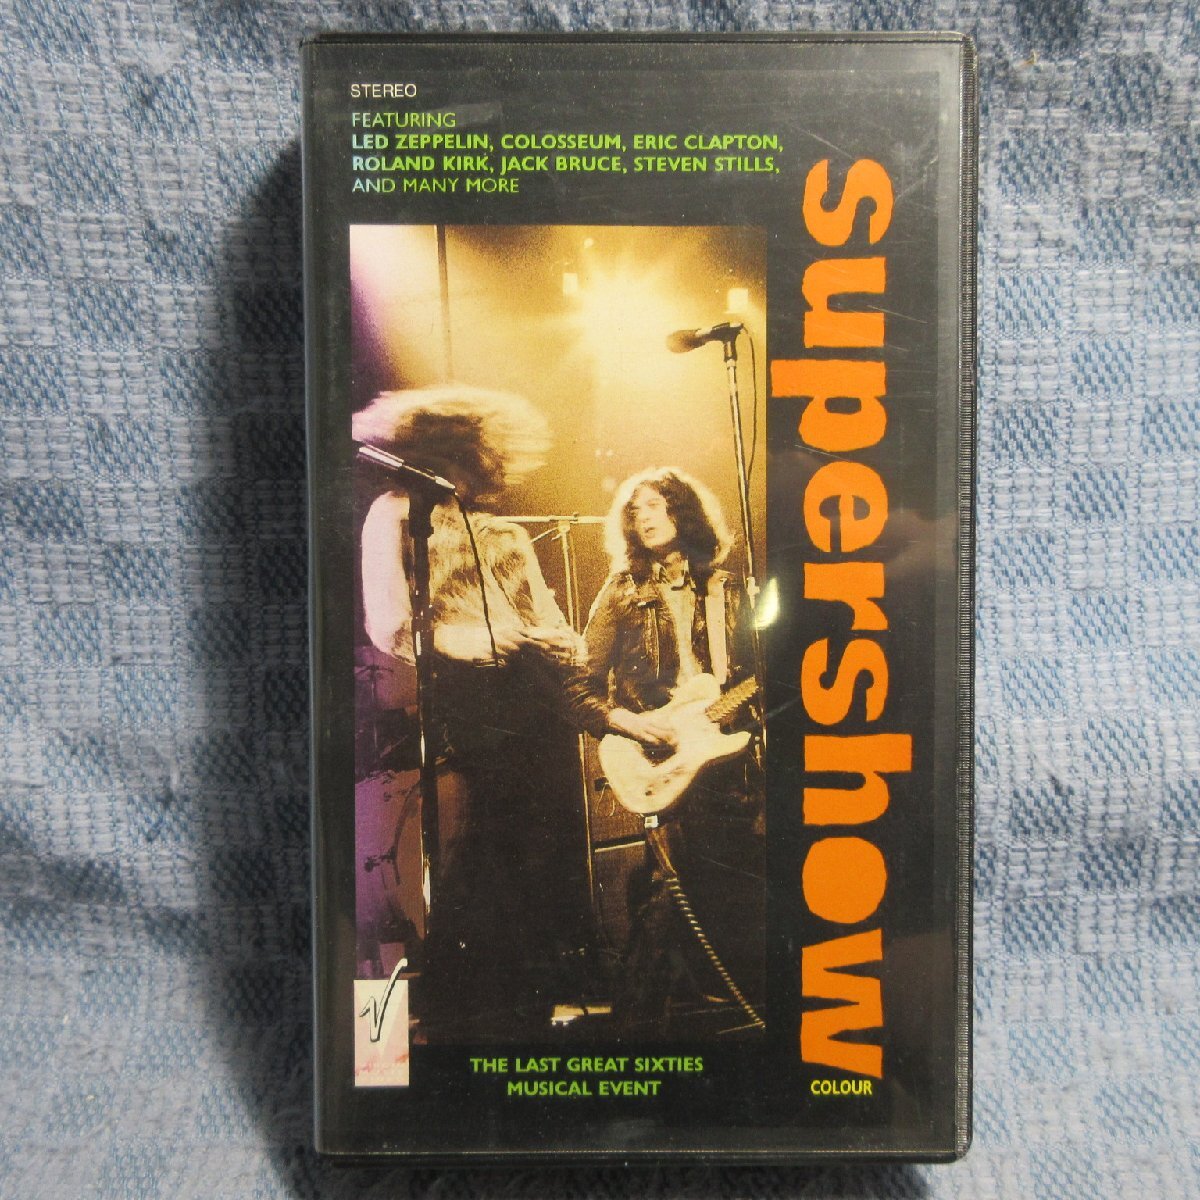 STEREO
FEATURING
LED ZEPPELIN, COLOSSEUM, ERIC CLAPTON,
ROLAND KIRK, JACK BRUCE, STEVEN STILLS,
AND MANY MORE
supershow
V
THE LAST GREAT SIXTIES
MUSICAL EVENT
COLOUR